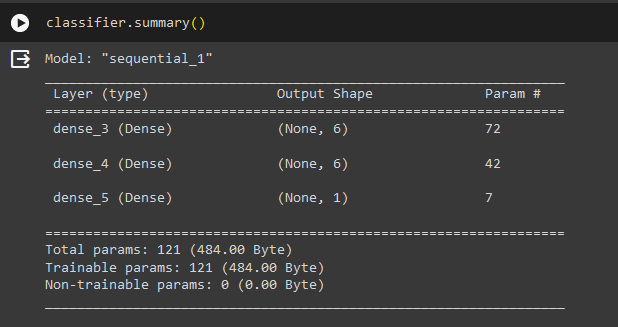 classifier.summary()
Model: "sequential_1"
_________________________________________________________________
Layer (type) Output Shape Param #
=================================================================
dense_3 (Dense) (None, 6) 72
dense_4 (Dense) (None, 6) 42
dense_5 (Dense) (None, 1) 7
=================================================================
Total params: 121 (484.00 Byte)
Trainable params: 121 (484.00 Byte)
Non-trainable params: 0 (0.00 Byte)
_________________________________________________________________